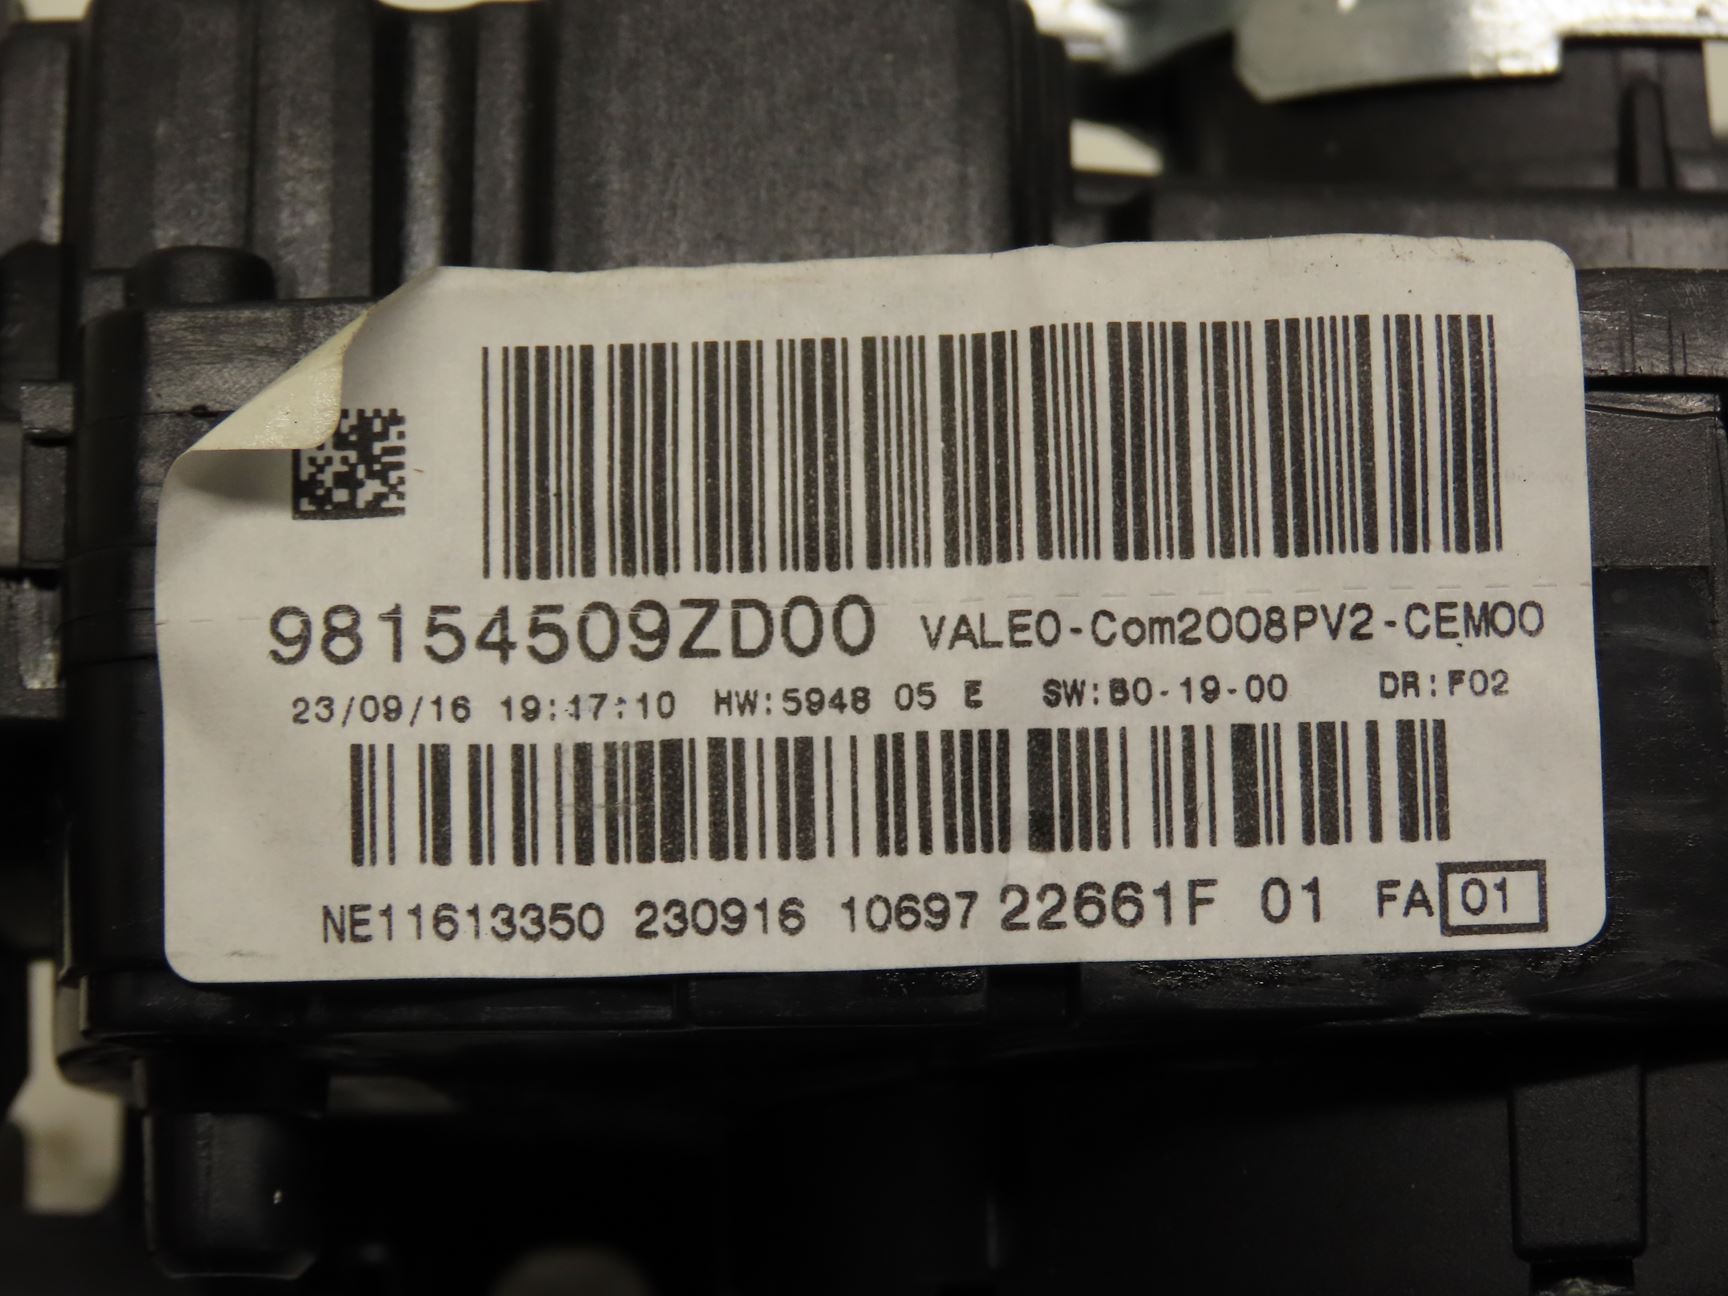 98154509ZD00 VALEO-Com2008PV2-CEM00
23/09/16 19:17:10 HW:5948 05 E SW:B0-19-00 DR:F02
NE11613350 230916 10697 22661F 01 FA 01